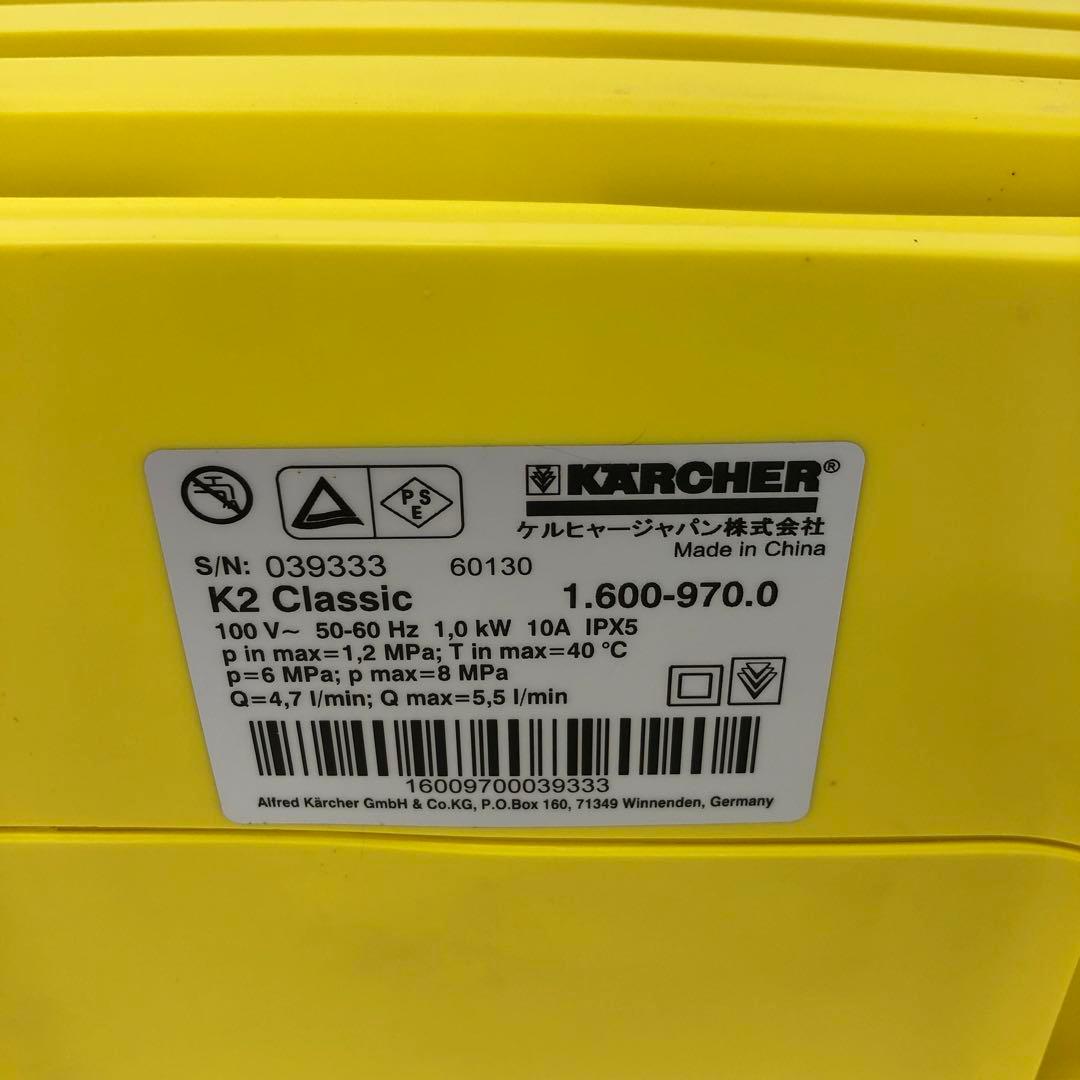 KÄRCHER®
ケルヒャージャパン株式会社
Made in China
PSE
S/N: 039333 60130
K2 Classic 1.600-970.0
100 V~ 50-60 Hz 1,0 kW 10A IPX5
p in max=1,2 MPa; T in max=40 °C
p=6 MPa; p max=8 MPa
Q=4,7 l/min; Q max=5,5 l/min
16009700039333
Alfred Kärcher GmbH & Co.KG, P.O.Box 160, 71349 Winnenden, Germany